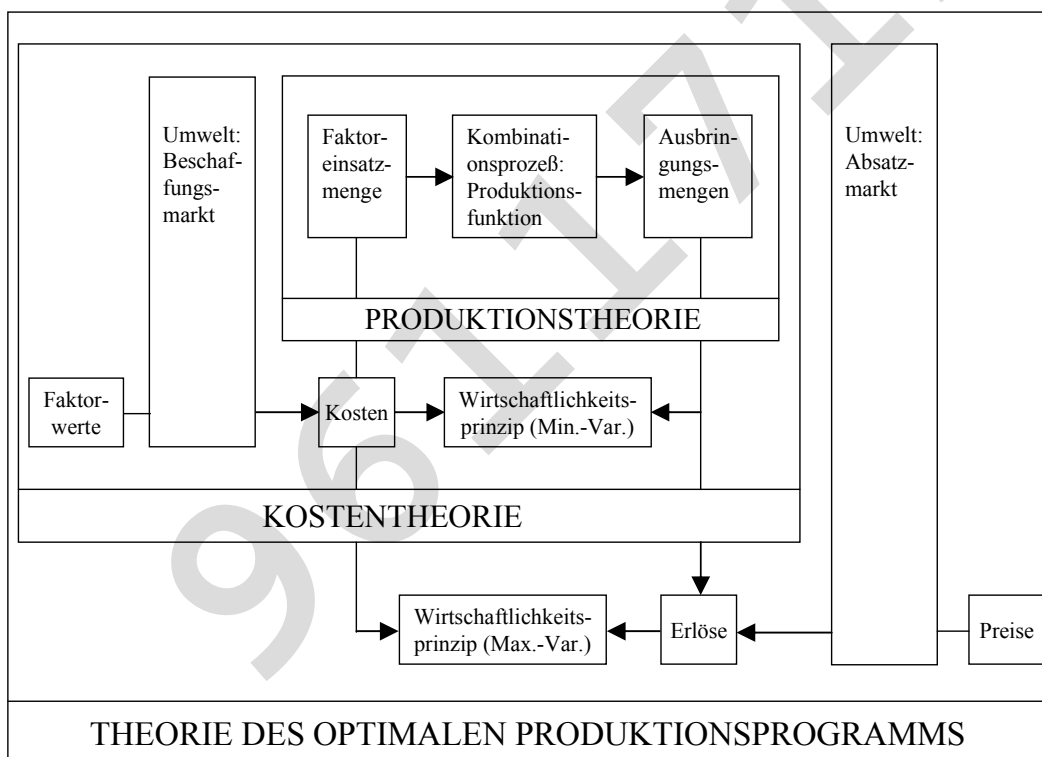 Umwelt:
Beschaf-
fungs-
markt
Faktor-
einsatz-
menge
Kombinati-
onsprozeß:
Produktions-
funktion
Ausbrin-
gungs-
mengen
Umwelt:
Absatz-
markt
PRODUKTIONSTHEORIE
Faktor-
werte
Kosten
Wirtschaftlichkeits-
prinzip (Min.-Var.)
KOSTENTHEORIE
Wirtschaftlichkeits-
prinzip (Max.-Var.)
Erlöse
Preise
THEORIE DES OPTIMALEN PRODUKTIONSPROGRAMMS
961171